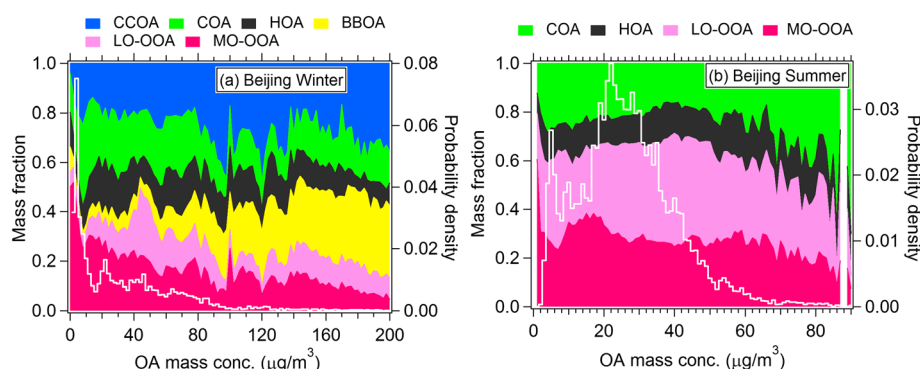 CCOA COA HOA BBOA
LO-OOA MO-OOA
(a) Beijing Winter
1.0
0.8
0.6
0.4
0.2
0.0
Mass fraction
0.08
0.06
0.04
0.02
0.00
Probability density
0 40 80 120 160 200
OA mass conc. (μg/m³)
COA HOA LO-OOA MO-OOA
(b) Beijing Summer
1.0
0.8
0.6
0.4
0.2
0.0
Mass fraction
0.03
0.02
0.01
0.00
Probability density
0 20 40 60 80
OA mass conc. (μg/m³)